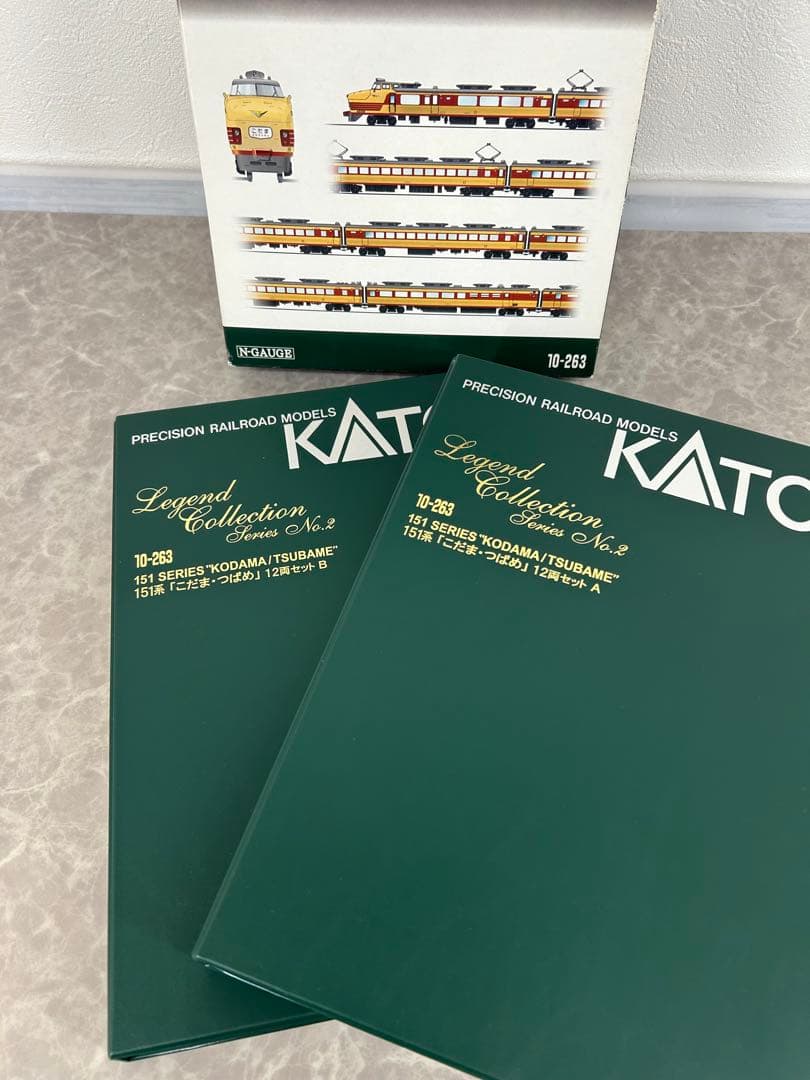 こだま
N-GAUGE
10-263
PRECISION RAILROAD MODELS
KATO
Legend
Collection
Series No.2
10-263
151 SERIES "KODAMA/TSUBAME"
151系「こだま・つばめ」12両セット B
PRECISION RAILROAD MODELS
KATO
Legend
Collection
Series No.2
10-263
151 SERIES "KODAMA/TSUBAME"
151系「こだま・つばめ」12両セット A